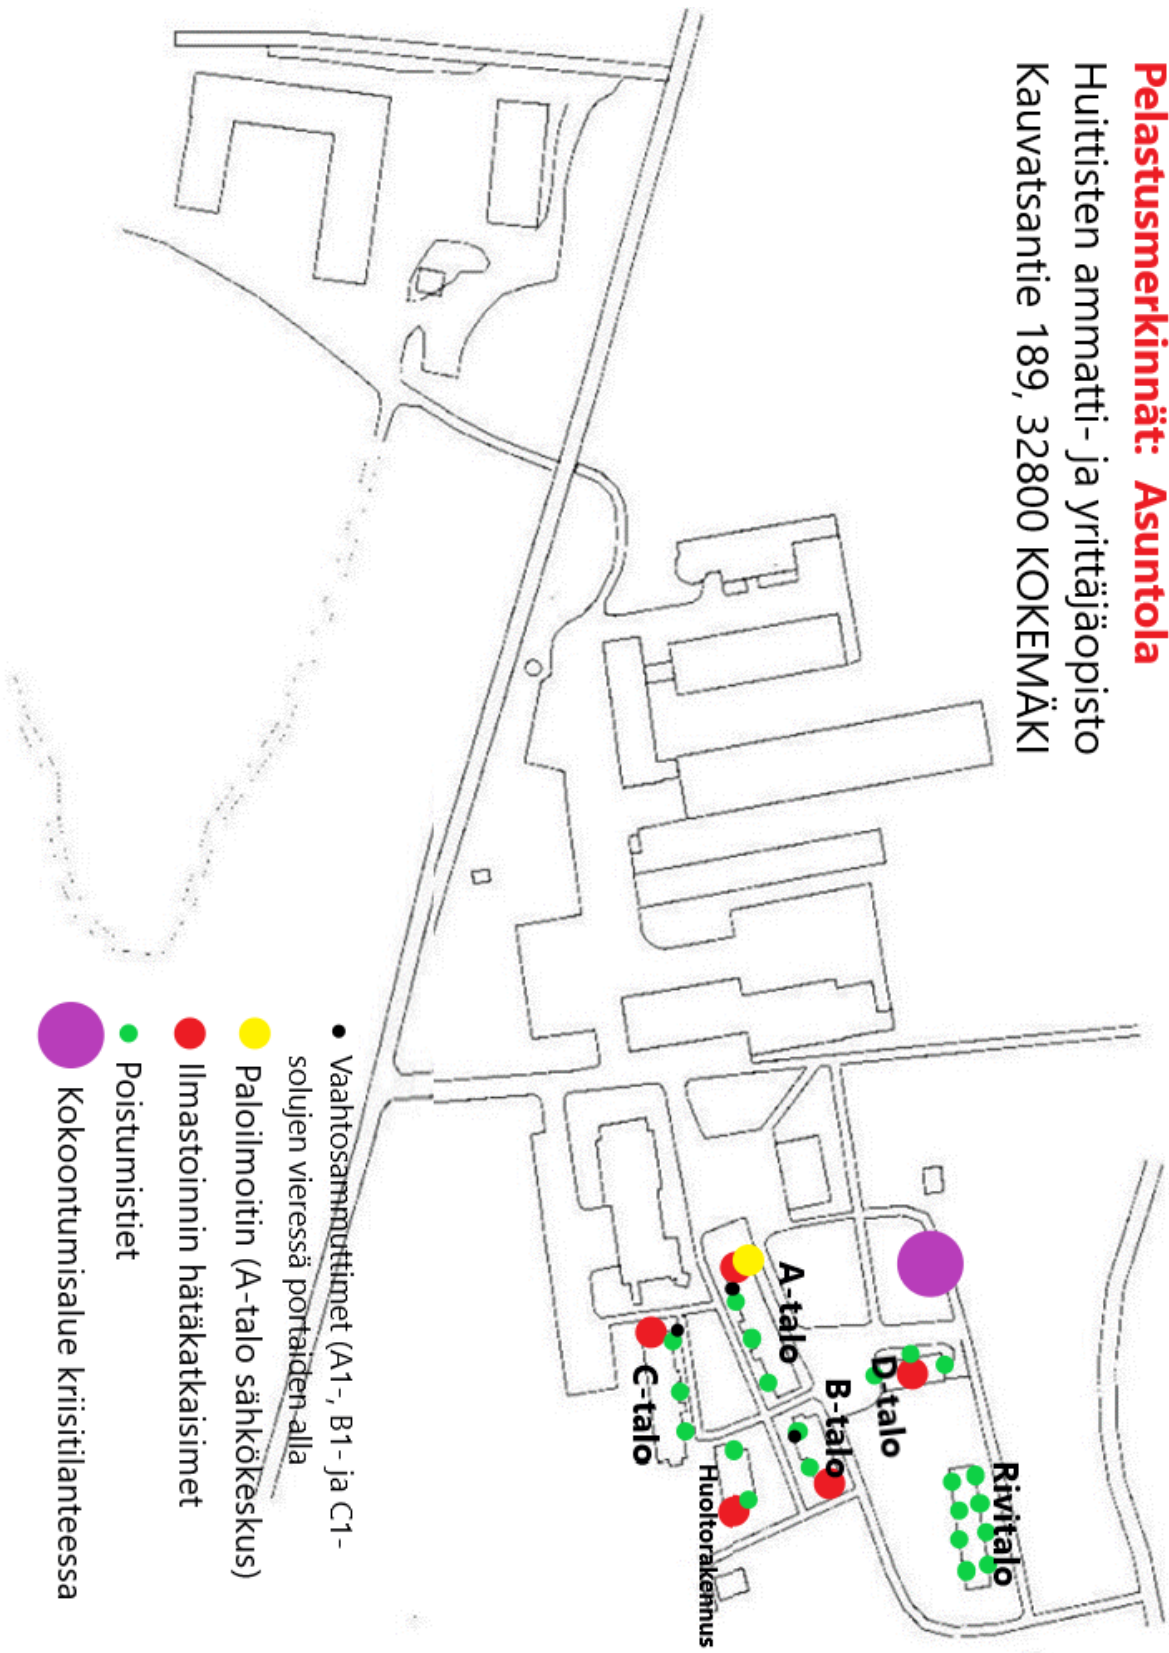 Pelastusmerkinnät: Asuntola
Huittisten ammatti- ja yrittäjäopisto
Kauvatsantie 189, 32800 KOKEMÄKI
Rivitalo
D-talo
B-talo
A-talo
Huoltorakennus
C-talo
Vaahtosammuttimet (A1-, B1- ja C1-
solujen vieressä portaiden alla
Paloilmoitin (A-talo sähkökeskus)
Ilmastoinnin hätäkatkaisimet
Poistumistiet
Kokoontumisalue kriisitilanteessa